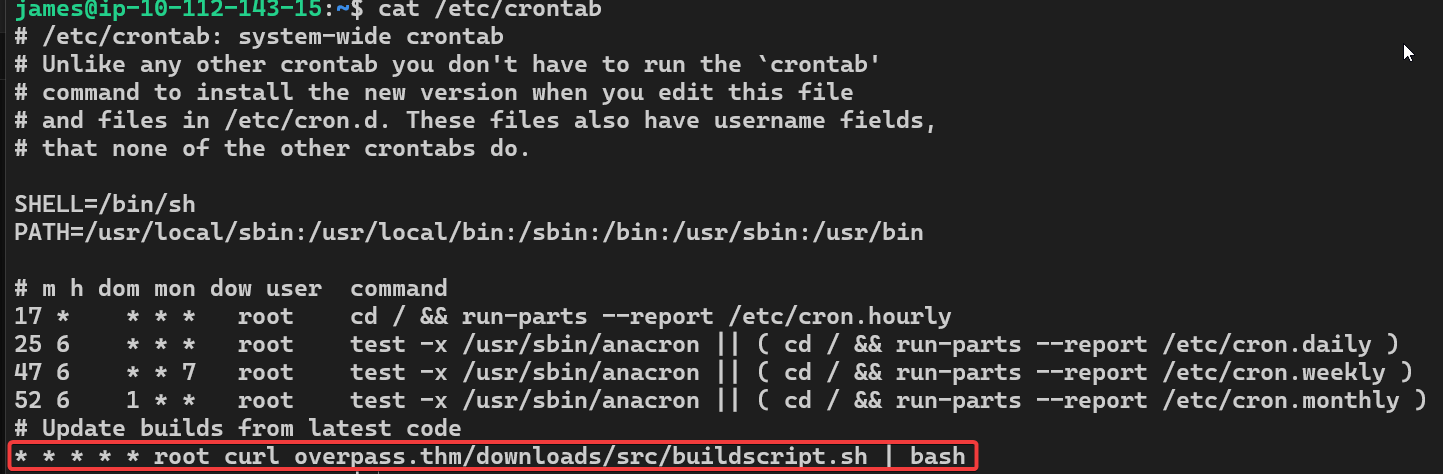 james@ip-10-112-143-15:~$ cat /etc/crontab
# /etc/crontab: system-wide crontab
# Unlike any other crontab you don't have to run the `crontab'
# command to install the new version when you edit this file
# and files in /etc/cron.d. These files also have username fields,
# that none of the other crontabs do.

SHELL=/bin/sh
PATH=/usr/local/sbin:/usr/local/bin:/sbin:/bin:/usr/sbin:/usr/bin

# m h dom mon dow user  command
17 *    * * *   root    cd / && run-parts --report /etc/cron.hourly
25 6    * * *   root    test -x /usr/sbin/anacron || ( cd / && run-parts --report /etc/cron.daily )
47 6    * * 7   root    test -x /usr/sbin/anacron || ( cd / && run-parts --report /etc/cron.weekly )
52 6    1 * *   root    test -x /usr/sbin/anacron || ( cd / && run-parts --report /etc/cron.monthly )
# Update builds from latest code
* * * * * root curl overpass.thm/downloads/src/buildscript.sh | bash